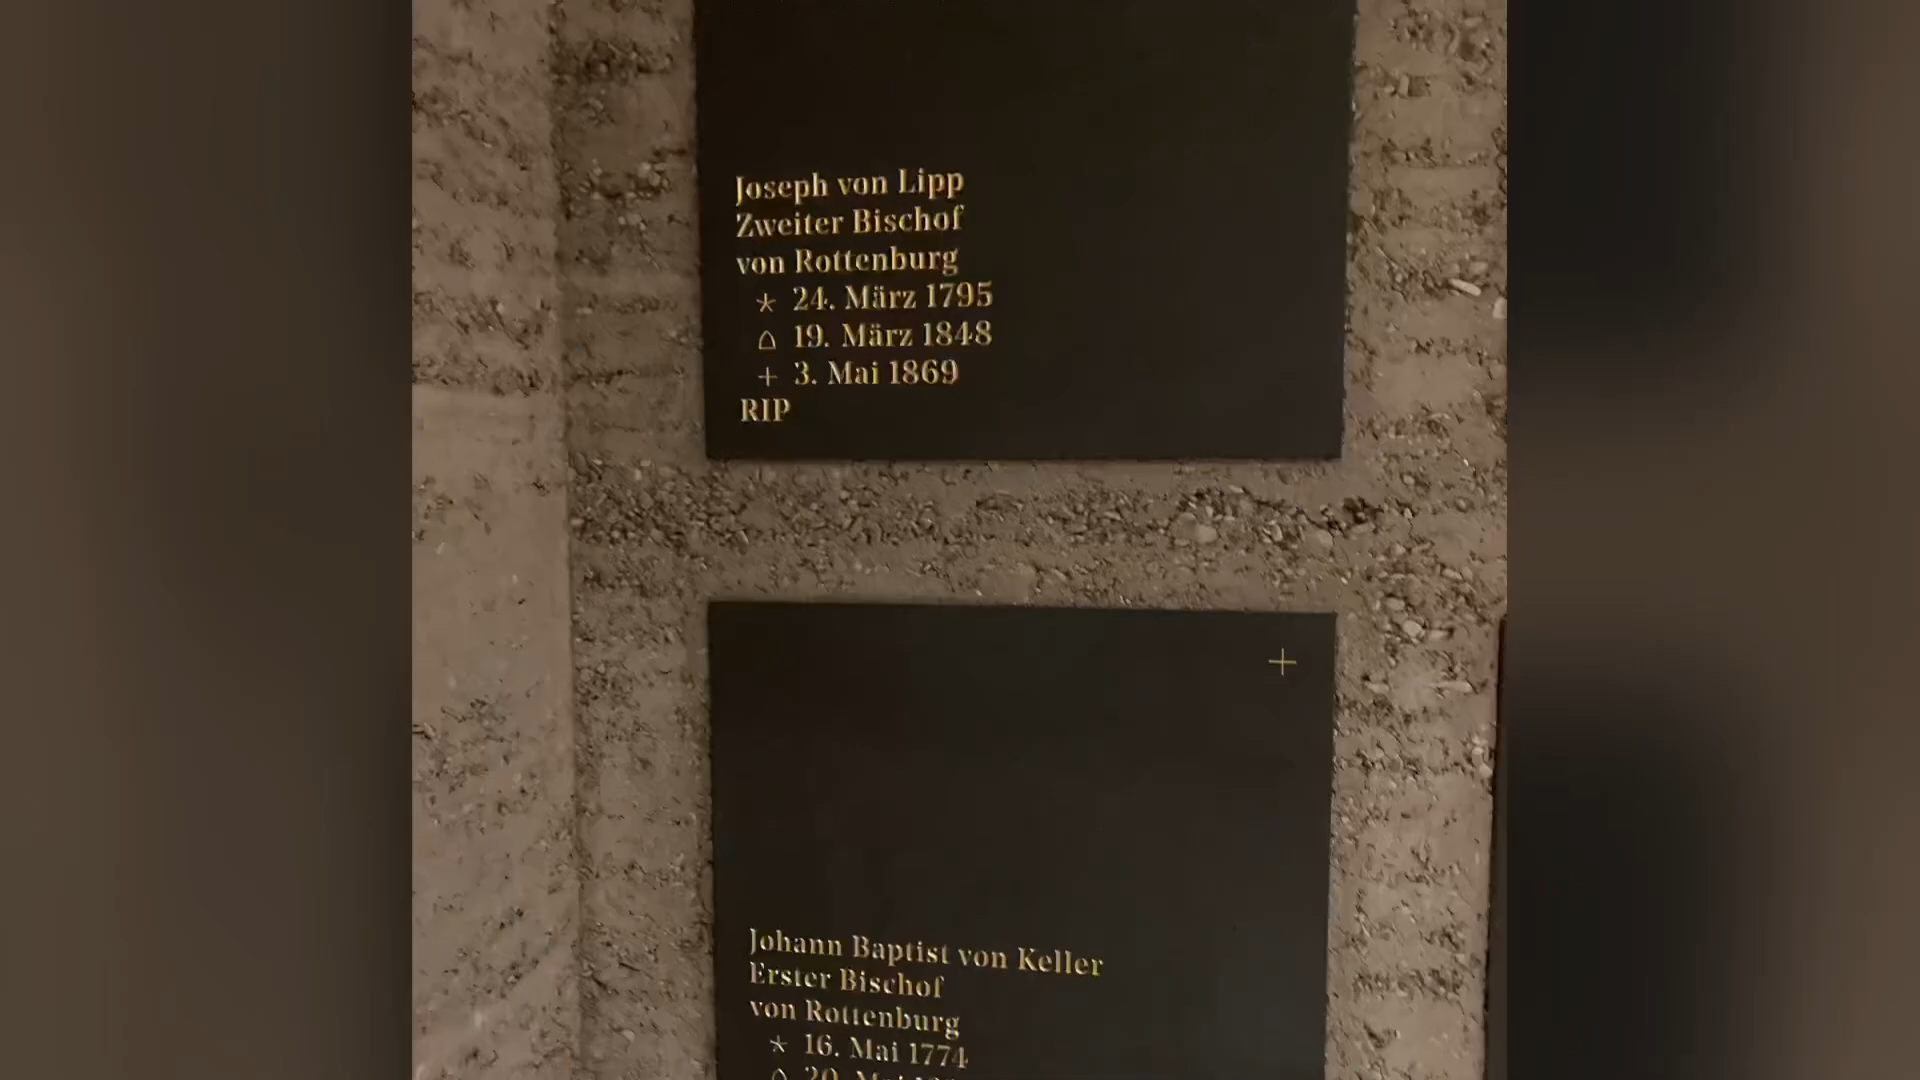 Joseph von Lipp
Zweiter Bischof
von Rottenburg
* 24. März 1795
⌂ 19. März 1848
+ 3. Mai 1869
RIP
+
Johann Baptist von Keller
Erster Bischof
von Rottenburg
* 16. Mai 1774
20.